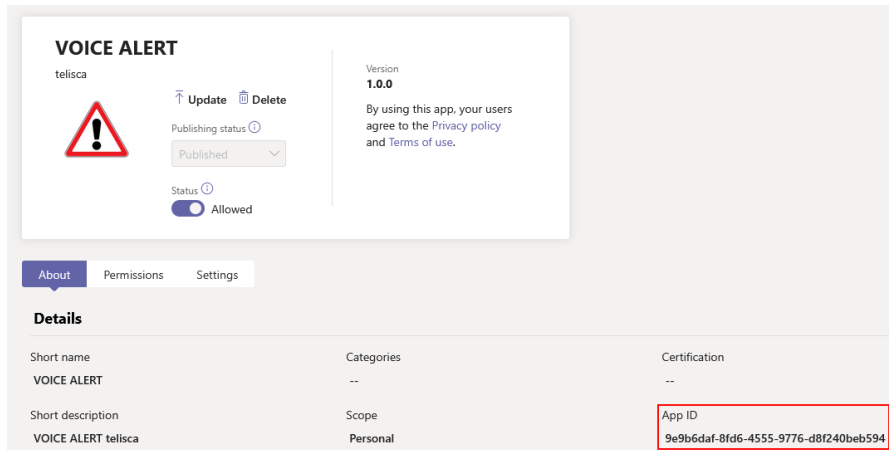 VOICE ALERT
telisca
Update Delete
Publishing status
Published
Status
Allowed
Version
1.0.0
By using this app, your users
agree to the Privacy policy
and Terms of use.
About Permissions Settings
Details
Short name Categories Certification
VOICE ALERT -- --
Short description Scope App ID
VOICE ALERT telisca Personal 9e9b6daf-8fd6-4555-9776-d8f240beb594